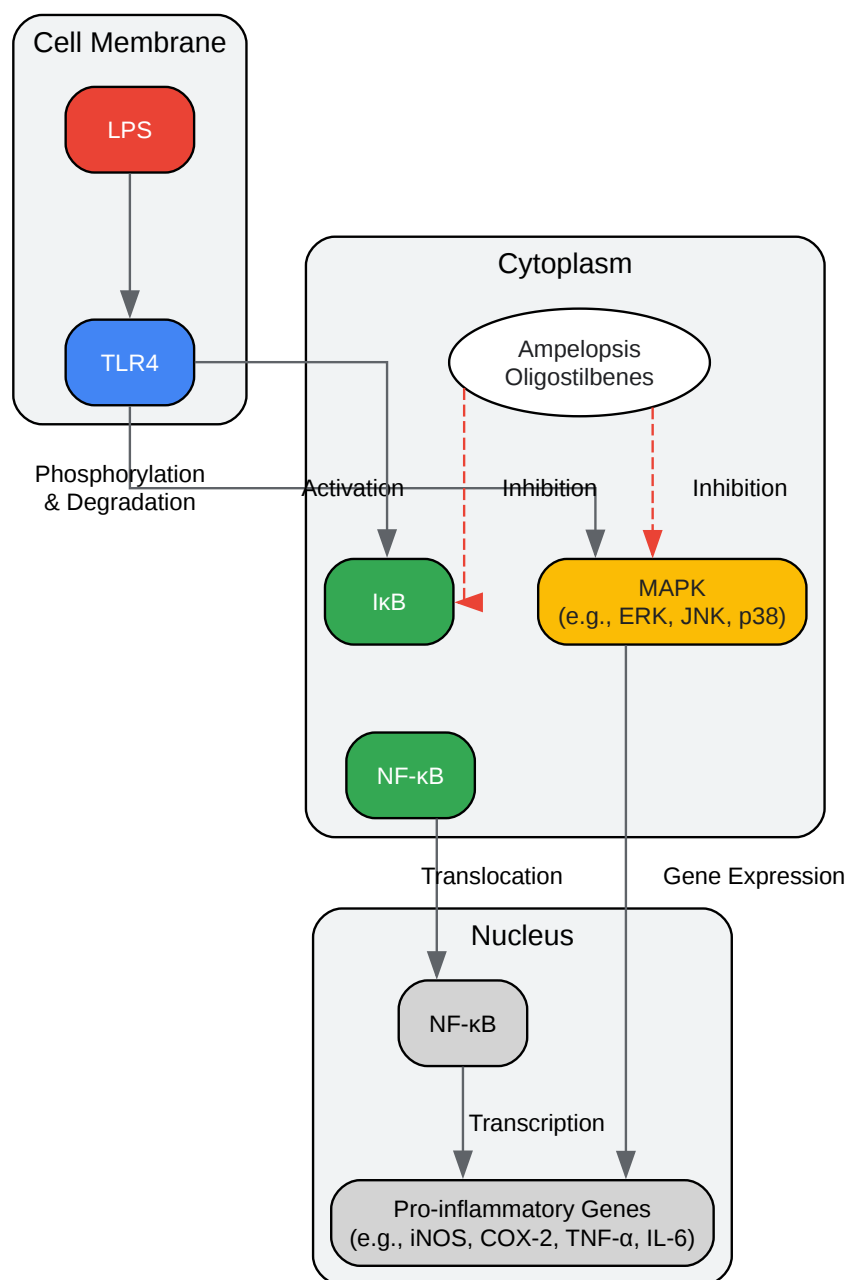 Cell Membrane
LPS
TLR4
Cytoplasm
Ampelopsis
Oligostilbenes
Phosphorylation
& Degradation
Activation
Inhibition
Inhibition
IκB
MAPK
(e.g., ERK, JNK, p38)
NF-κB
Translocation
Gene Expression
Nucleus
NF-κB
Transcription
Pro-inflammatory Genes
(e.g., iNOS, COX-2, TNF-α, IL-6)